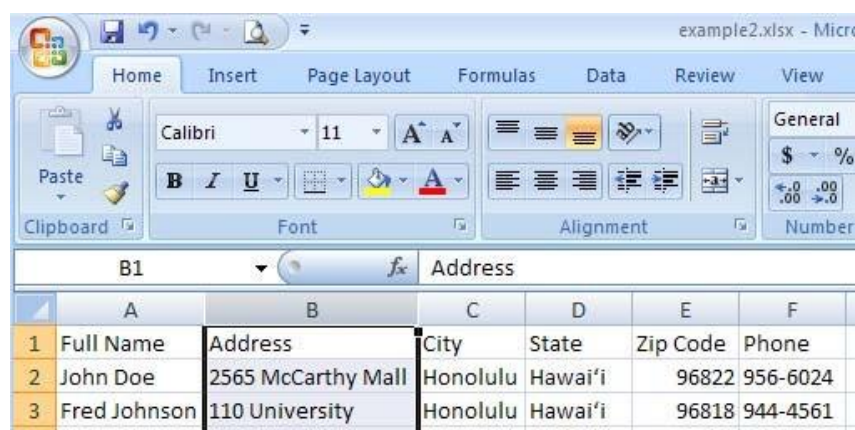 example2.xlsx - Micro
Home Insert Page Layout Formulas Data Review View
Calibri 11 A A General
Paste B I U A $ %
.0 .00 .00 .0
Clipboard Font Alignment Number
B1 fx Address
A B C D E F
1 Full Name Address City State Zip Code Phone
2 John Doe 2565 McCarthy Mall Honolulu Hawaiʻi 96822 956-6024
3 Fred Johnson 110 University Honolulu Hawaiʻi 96818 944-4561